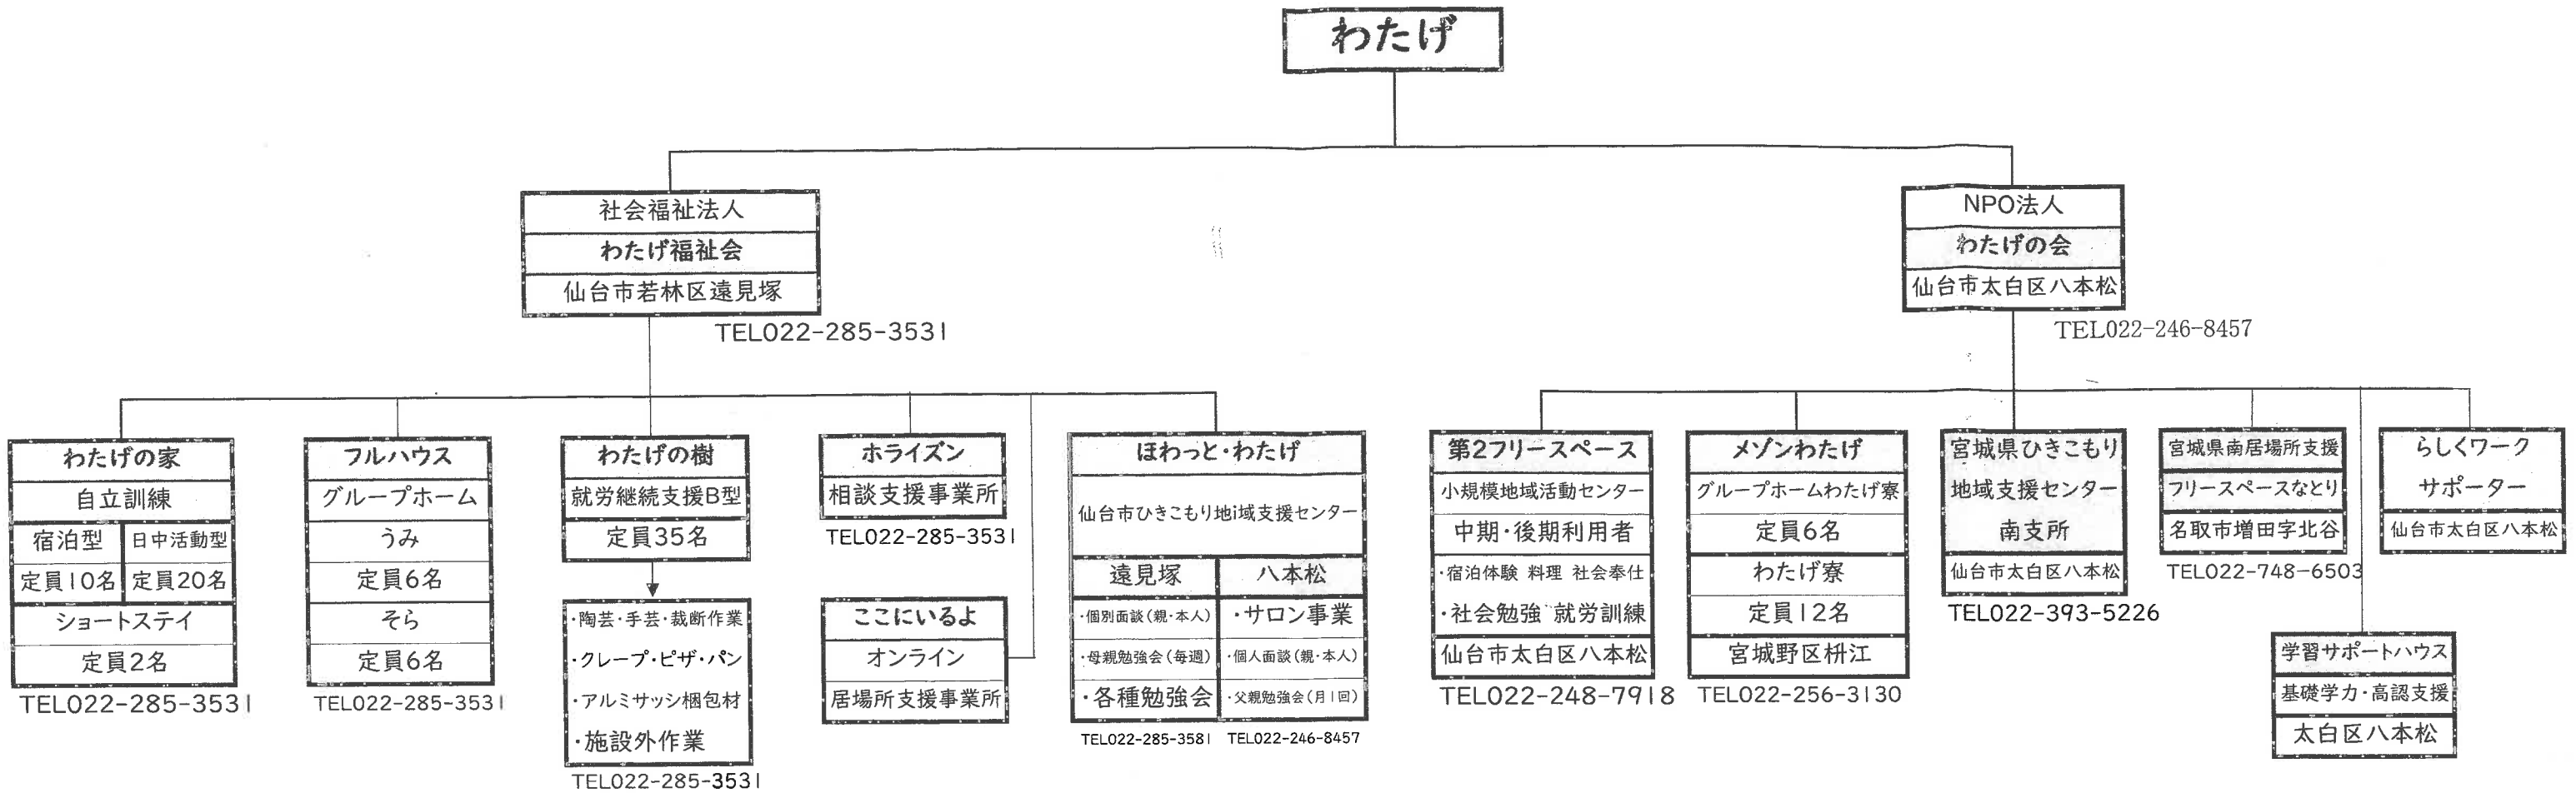 わたげ
社会福祉法人
わたげ福祉会
仙台市若林区遠見塚
TEL022-285-3531
NPO法人
わたげの会
仙台市太白区八本松
TEL022-246-8457
わたげの家
自立訓練
宿泊型 日中活動型
定員10名 定員20名
ショートステイ
定員2名
TEL022-285-3531
フルハウス
グループホーム
うみ
定員6名
そら
定員6名
TEL022-285-3531
わたげの樹
就労継続支援B型
定員35名
・陶芸・手芸・裁断作業
・クレープ・ピザ・パン
・アルミサッシ梱包材
・施設外作業
TEL022-285-3531
ホライズン
相談支援事業所
TEL022-285-3531
ここにいるよ
オンライン
居場所支援事業所
ほわっと・わたげ
仙台市ひきこもり地域支援センター
遠見塚 八本松
・個別面談(親・本人) ・サロン事業
・母親勉強会(毎週) ・個人面談(親・本人)
・各種勉強会 ・父親勉強会(月1回)
TEL022-285-3581 TEL022-246-8457
第2フリースペース
小規模地域活動センター
中期・後期利用者
・宿泊体験 料理 社会奉仕
・社会勉強 就労訓練
仙台市太白区八本松
TEL022-248-7918
メゾンわたげ
グループホームわたげ寮
定員6名
わたげ寮
定員12名
宮城野区枡江
TEL022-256-3130
宮城県ひきこもり
地域支援センター
南支所
仙台市太白区八本松
TEL022-393-5226
宮城県南居場所支援
フリースペースなとり
名取市増田字北谷
TEL022-748-6503
学習サポートハウス
基礎学力・高認支援
太白区八本松
らしくワーク
サポーター
仙台市太白区八本松